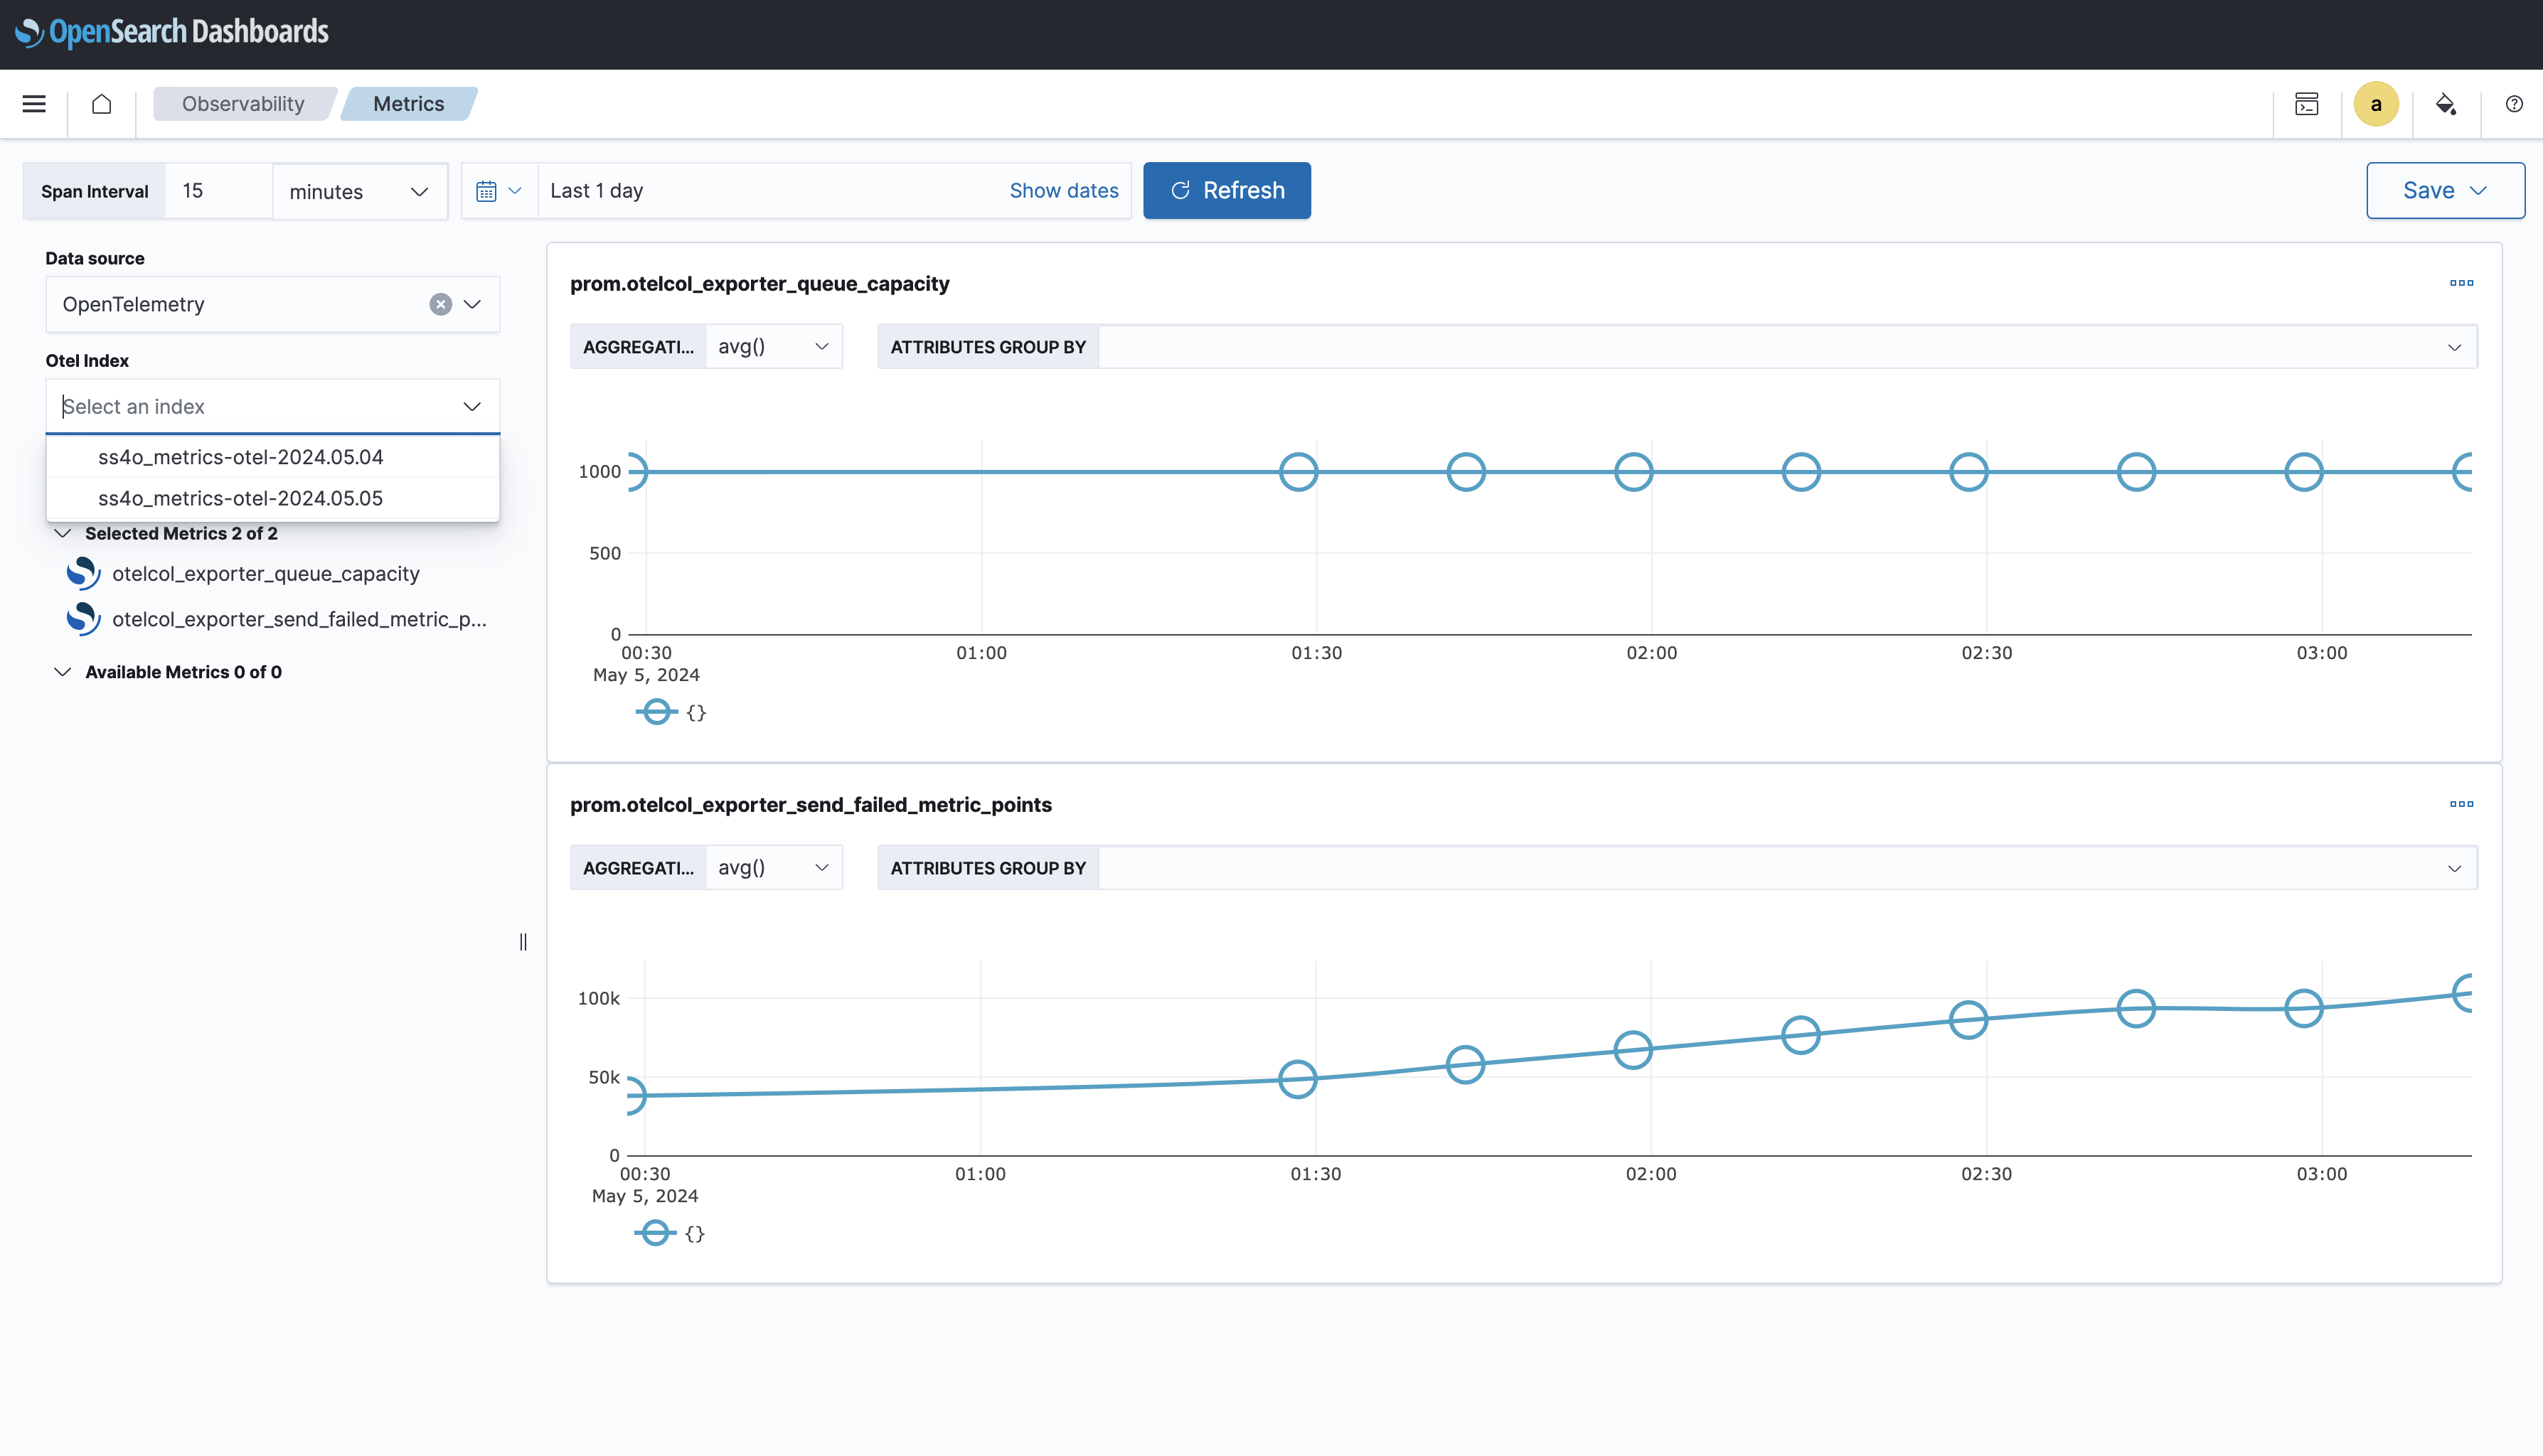 OpenSearch Dashboards
Observability
Metrics
a
Span Interval
15
minutes
Last 1 day
Show dates
Refresh
Save
Data source
OpenTelemetry
Otel Index
Select an index
ss4o_metrics-otel-2024.05.04
ss4o_metrics-otel-2024.05.05
Selected Metrics 2 of 2
otelcol_exporter_queue_capacity
otelcol_exporter_send_failed_metric_p...
Available Metrics 0 of 0
prom.otelcol_exporter_queue_capacity
AGGREGATI...
avg()
ATTRIBUTES GROUP BY
1000
500
0
00:30
May 5, 2024
01:00
01:30
02:00
02:30
03:00
{}
prom.otelcol_exporter_send_failed_metric_points
AGGREGATI...
avg()
ATTRIBUTES GROUP BY
100k
50k
0
00:30
May 5, 2024
01:00
01:30
02:00
02:30
03:00
{}